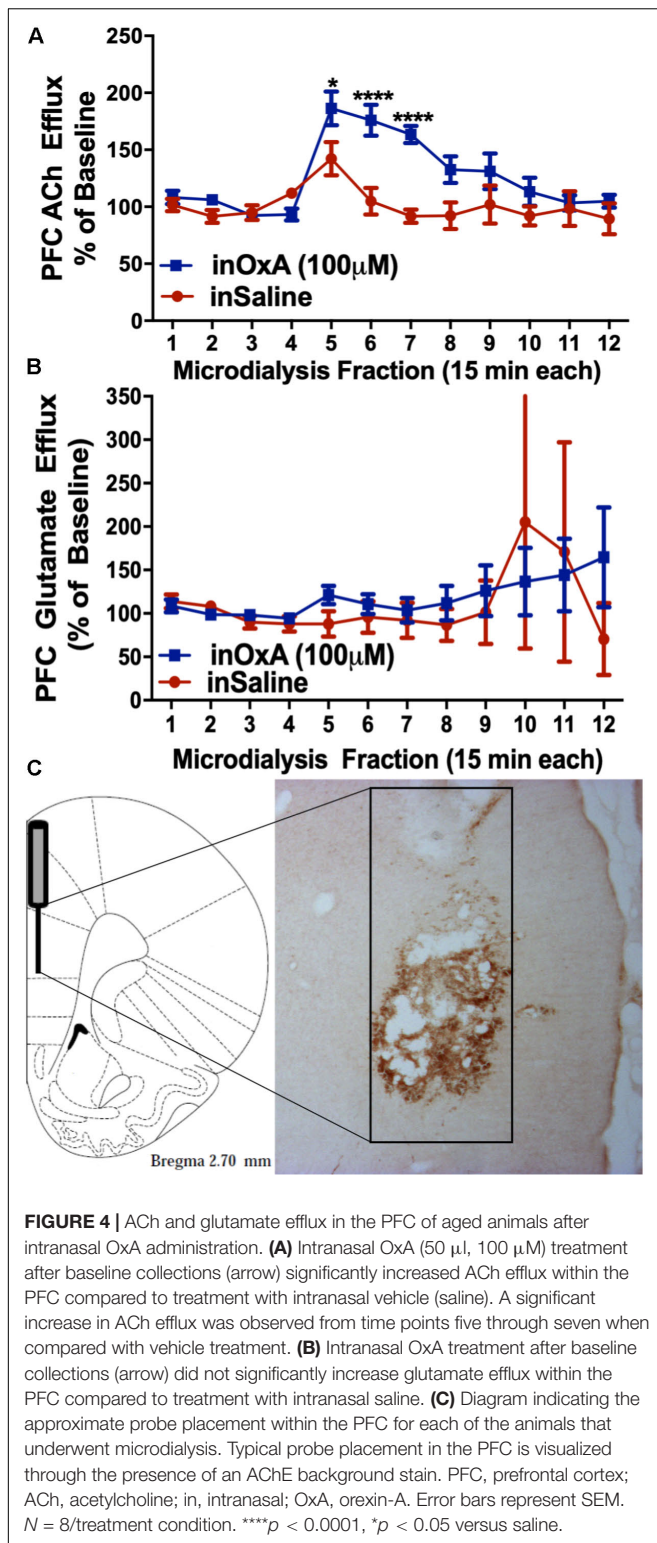 A
PFC ACh Efflux
% of Baseline
250
200
150
100
50
0
* **** ****
inOxA (100μM)
inSaline
1 2 3 4 5 6 7 8 9 10 11 12
Microdialysis Fraction (15 min each)
B
PFC Glutamate Efflux
(% of Baseline)
350
300
250
200
150
100
50
0
inOxA (100μM)
inSaline
1 2 3 4 5 6 7 8 9 10 11 12
Microdialysis Fraction (15 min each)
C
Bregma 2.70 mm
FIGURE 4 | ACh and glutamate efflux in the PFC of aged animals after
intranasal OxA administration. (A) Intranasal OxA (50 μl, 100 μM) treatment
after baseline collections (arrow) significantly increased ACh efflux within the
PFC compared to treatment with intranasal vehicle (saline). A significant
increase in ACh efflux was observed from time points five through seven when
compared with vehicle treatment. (B) Intranasal OxA treatment after baseline
collections (arrow) did not significantly increase glutamate efflux within the
PFC compared to treatment with intranasal saline. (C) Diagram indicating the
approximate probe placement within the PFC for each of the animals that
underwent microdialysis. Typical probe placement in the PFC is visualized
through the presence of an AChE background stain. PFC, prefrontal cortex;
ACh, acetylcholine; in, intranasal; OxA, orexin-A. Error bars represent SEM.
N = 8/treatment condition. ****p < 0.0001, *p < 0.05 versus saline.